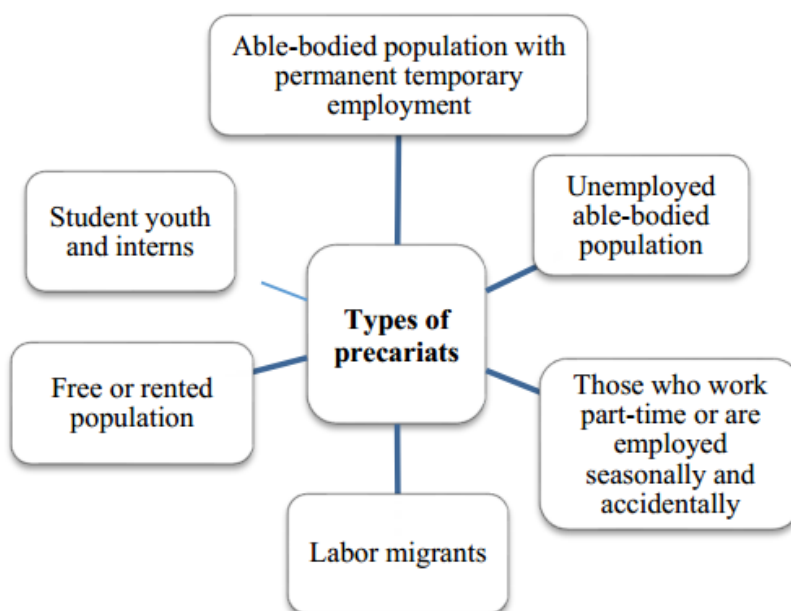 Able-bodied population with
permanent temporary
employment
Unemployed
able-bodied
population
Student youth
and interns
Types of
precariats
Free or rented
population
Those who work
part-time or are
employed
seasonally and
accidentally
Labor migrants